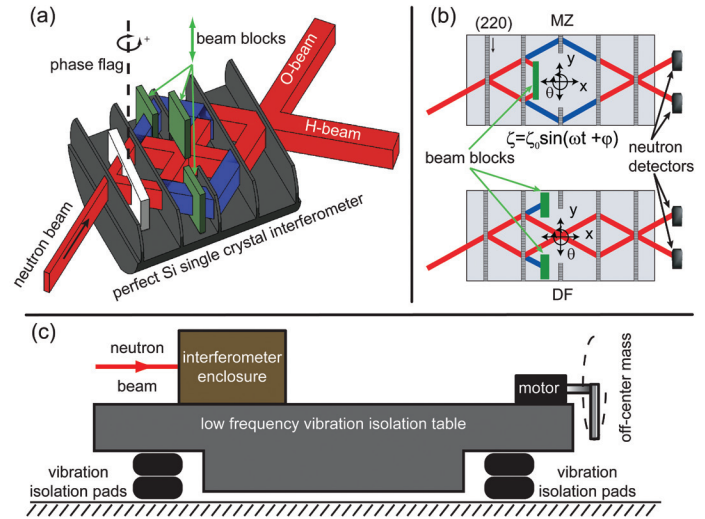 (a)
+
phase flag
beam blocks
O-beam
H-beam
neutron beam
perfect Si single crystal interferometer
(b)
(220)
MZ
y
x
θ
ζ=ζ₀sin(ωt +φ)
beam blocks
neutron
detectors
y
x
θ
DF
(c)
neutron
beam
interferometer
enclosure
motor
off-center mass
low frequency vibration isolation table
vibration
isolation pads
vibration
isolation pads